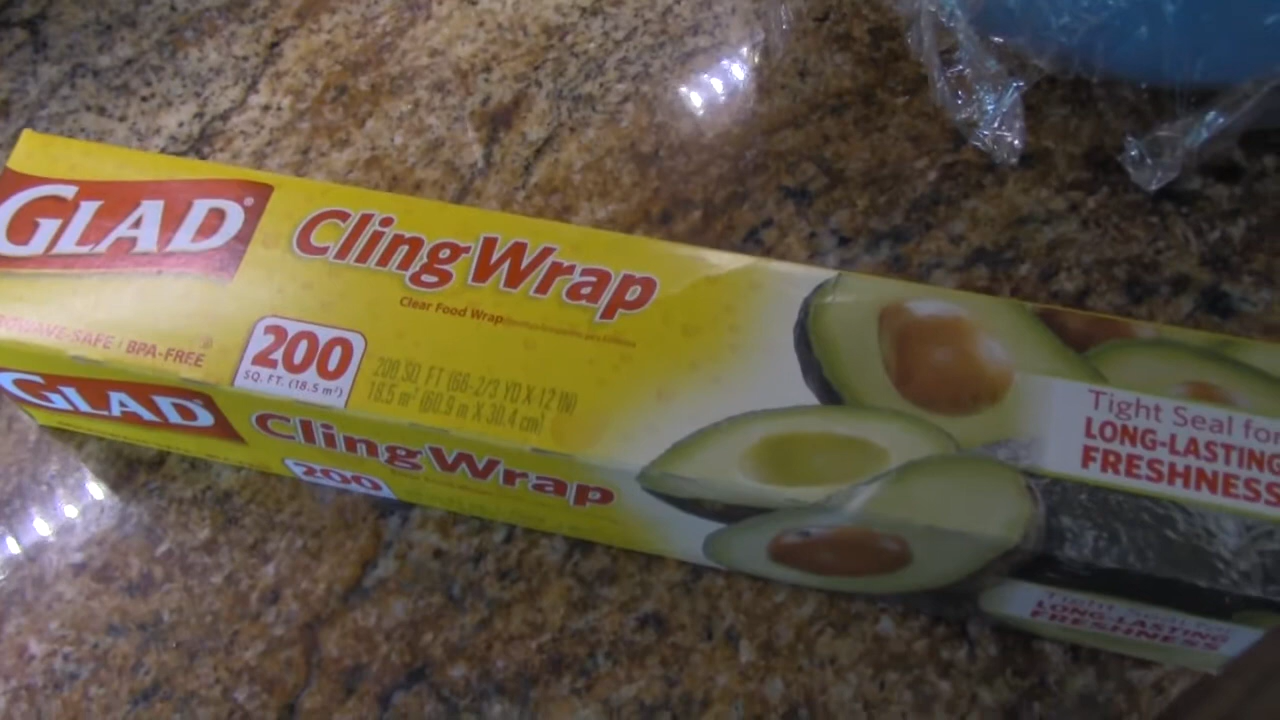 GLAD®
ClingWrap
Clear Food Wrap
BPA-FREE
200
SQ. FT. (18.5 m²)
200 SQ. FT (66-2/3 YD X 12 IN)
18.5 m² (60.9 m X 30.4 cm)
Tight Seal for
LONG-LASTING
FRESHNESS
GLAD®
ClingWrap
200
LONG-LASTING
FRESHNESS